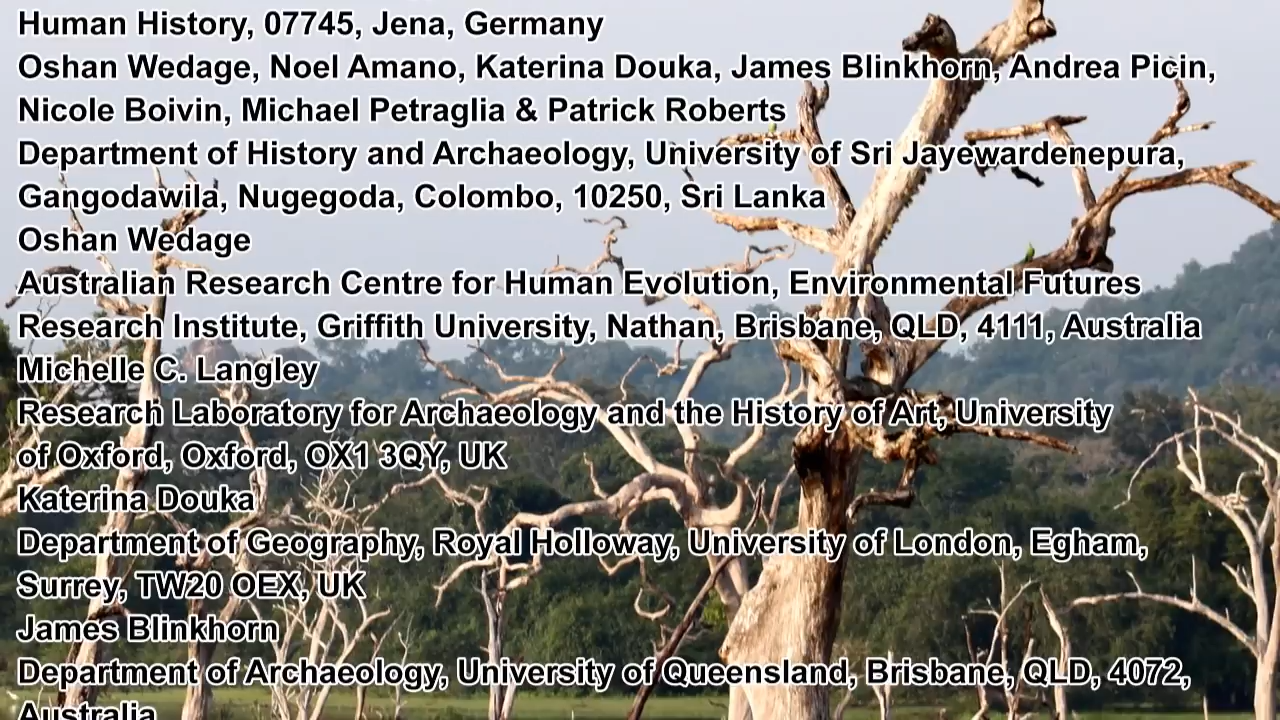 Human History, 07745, Jena, Germany
Oshan Wedage, Noel Amano, Katerina Douka, James Blinkhorn, Andrea Picin,
Nicole Boivin, Michael Petraglia & Patrick Roberts
Department of History and Archaeology, University of Sri Jayewardenepura,
Gangodawila, Nugegoda, Colombo, 10250, Sri Lanka
Oshan Wedage
Australian Research Centre for Human Evolution, Environmental Futures
Research Institute, Griffith University, Nathan, Brisbane, QLD, 4111, Australia
Michelle C. Langley
Research Laboratory for Archaeology and the History of Art, University
of Oxford, Oxford, OX1 3QY, UK
Katerina Douka
Department of Geography, Royal Holloway, University of London, Egham,
Surrey, TW20 OEX, UK
James Blinkhorn
Department of Archaeology, University of Queensland, Brisbane, QLD, 4072,
Australia